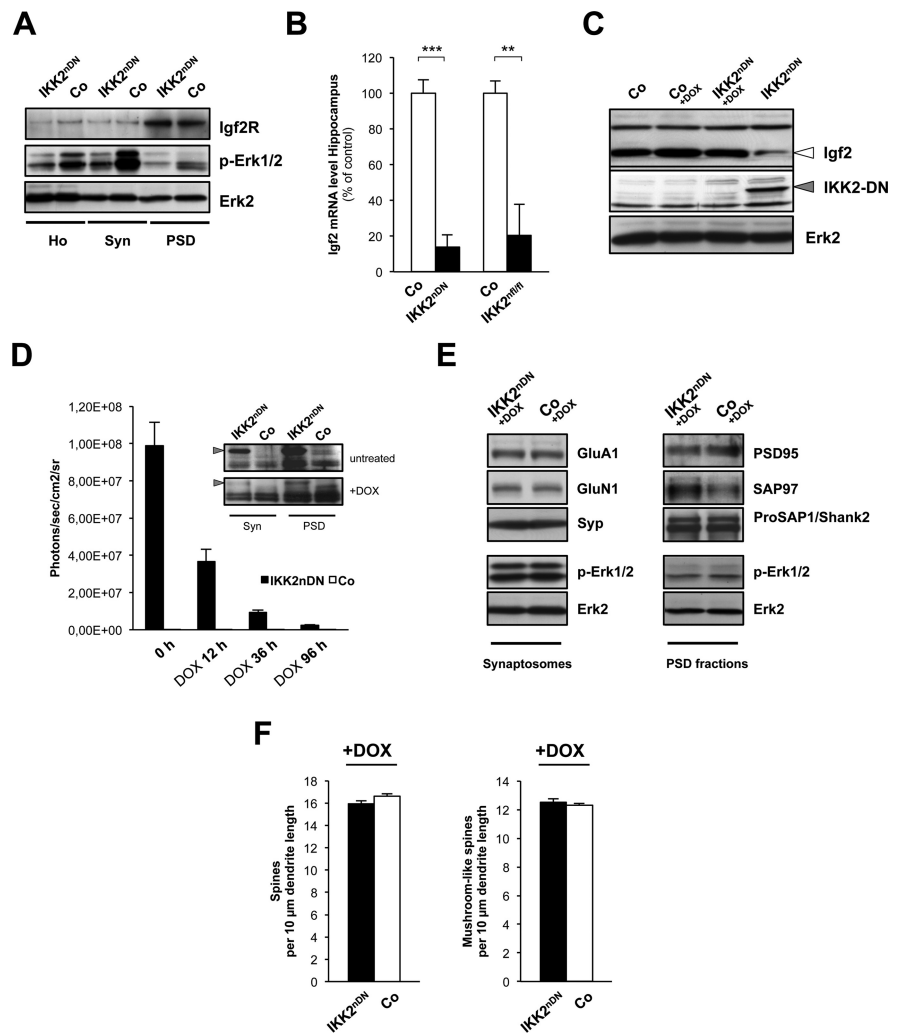 A
IKK2nDN Co IKK2nDN Co IKK2nDN Co
Igf2R
p-Erk1/2
Erk2
Ho Syn PSD
B
Igf2 mRNA level Hippocampus
(% of control)
120
100
80
60
40
20
0
*** **
Co IKK2nDN Co IKK2nfl/fl
C
Co Co +DOX IKK2nDN +DOX IKK2nDN
Igf2
IKK2-DN
Erk2
D
Photons/sec/cm2/sr
1,20E+08
1,00E+08
8,00E+07
6,00E+07
4,00E+07
2,00E+07
0,00E+00
0 h DOX 12 h DOX 36 h DOX 96 h
IKK2nDN Co
IKK2nDN Co IKK2nDN Co
untreated
+DOX
Syn PSD
E
IKK2nDN +DOX Co +DOX
GluA1
GluN1
Syp
p-Erk1/2
Erk2
Synaptosomes
IKK2nDN +DOX Co +DOX
PSD95
SAP97
ProSAP1/Shank2
p-Erk1/2
Erk2
PSD fractions
F
+DOX
Spines
per 10 µm dendrite length
18
16
14
12
10
8
6
4
2
0
IKK2nDN Co
+DOX
Mushroom-like spines
per 10 µm dendrite length
14
12
10
8
6
4
2
0
IKK2nDN Co